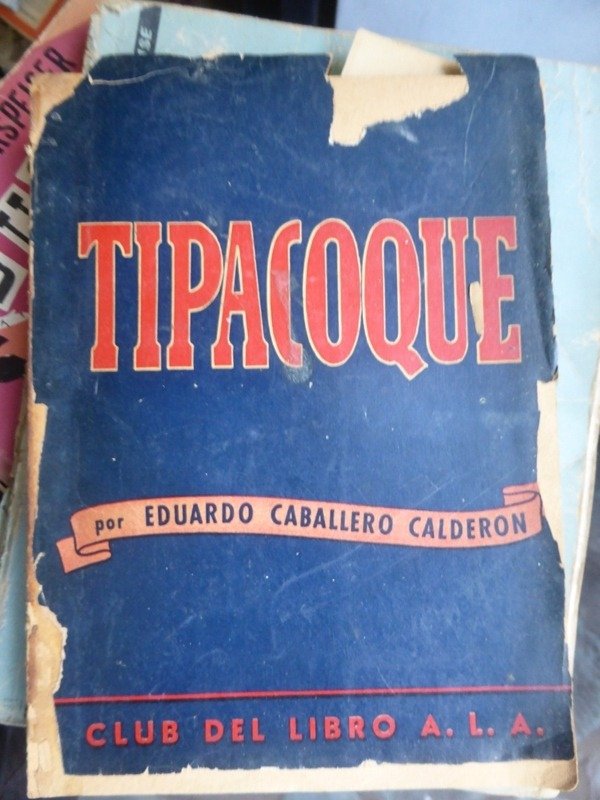 TIPACOQUE
por EDUARDO CABALLERO CALDERON
CLUB DEL LIBRO A. L. A.